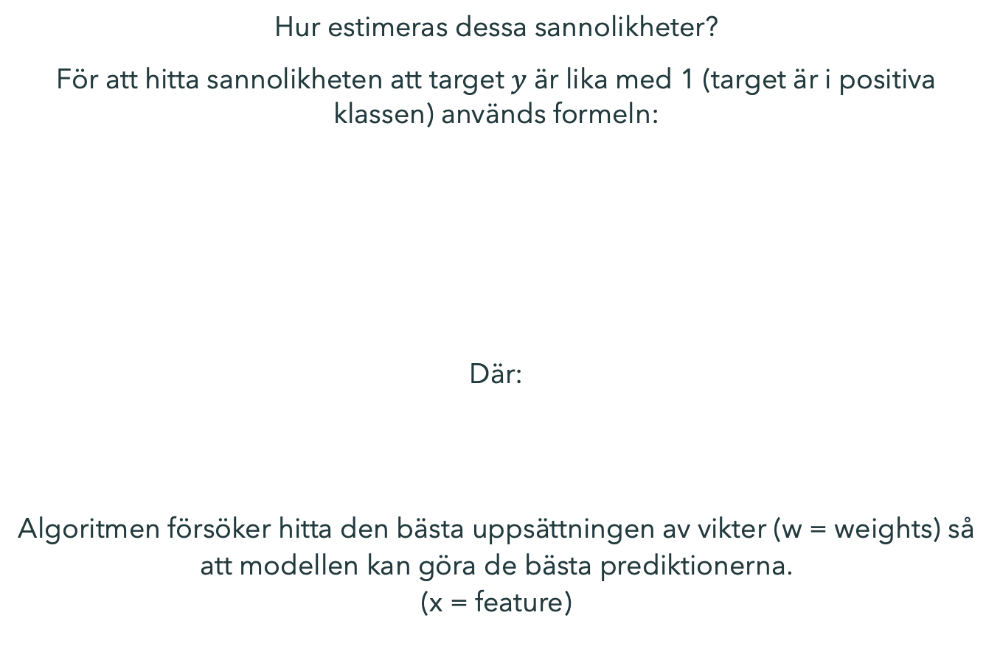 Hur estimeras dessa sannolikheter?
För att hitta sannolikheten att target y är lika med 1 (target är i positiva
klassen) används formeln:
Där:
Algoritmen försöker hitta den bästa uppsättningen av vikter (w = weights) så
att modellen kan göra de bästa prediktionerna.
(x = feature)